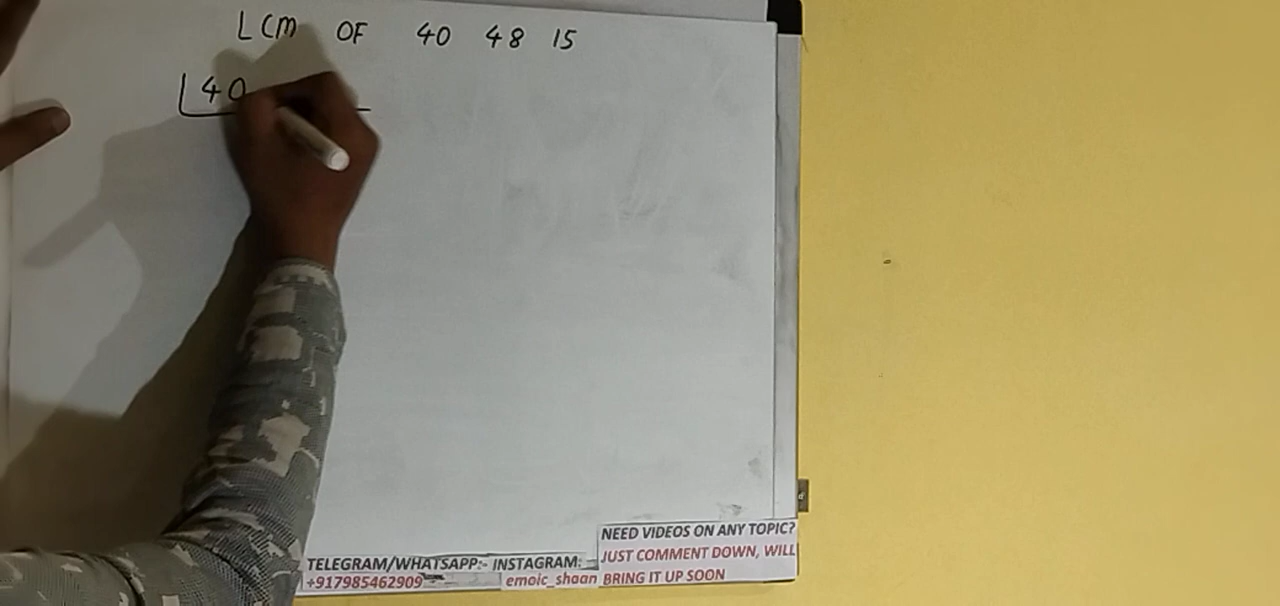 LCM OF 40 48 15
40
NEED VIDEOS ON ANY TOPIC?
TELEGRAM/WHATSAPP:- INSTAGRAM:- JUST COMMENT DOWN, WILL
+917985462909 emoic_shaan BRING IT UP SOON